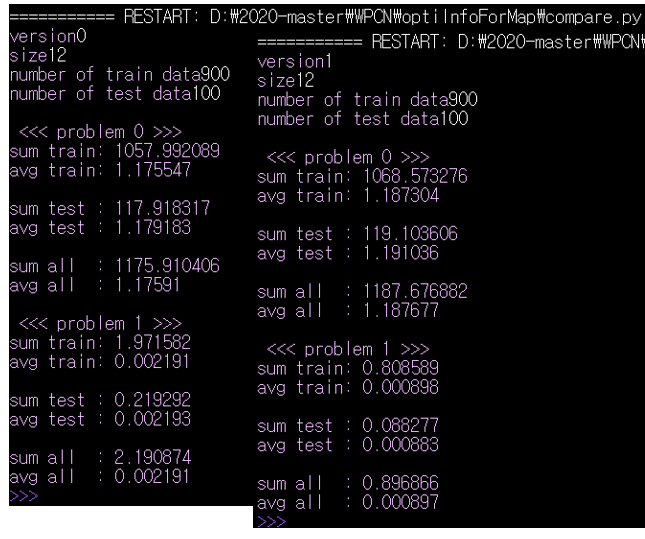 =========== RESTART: D:₩2020-master₩WPCN₩optiInfoForMap₩compare.py
version0
size12
number of train data900
number of test data100
<<< problem 0 >>>
sum train: 1057.992089
avg train: 1.175547
sum test : 117.918317
avg test : 1.179183
sum all  : 1175.910406
avg all  : 1.17591
<<< problem 1 >>>
sum train: 1.971582
avg train: 0.002191
sum test : 0.219292
avg test : 0.002193
sum all  : 2.190874
avg all  : 0.002191
>>>
=========== RESTART: D:₩2020-master₩WPCN₩
version1
size12
number of train data900
number of test data100
<<< problem 0 >>>
sum train: 1068.573276
avg train: 1.187304
sum test : 119.103606
avg test : 1.191036
sum all  : 1187.676882
avg all  : 1.187677
<<< problem 1 >>>
sum train: 0.808589
avg train: 0.000898
sum test : 0.088277
avg test : 0.000883
sum all  : 0.896866
avg all  : 0.000897
>>>